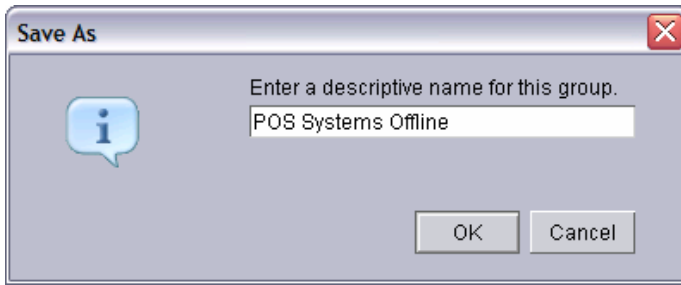 Save As
Enter a descriptive name for this group.
POS Systems Offline
OK Cancel